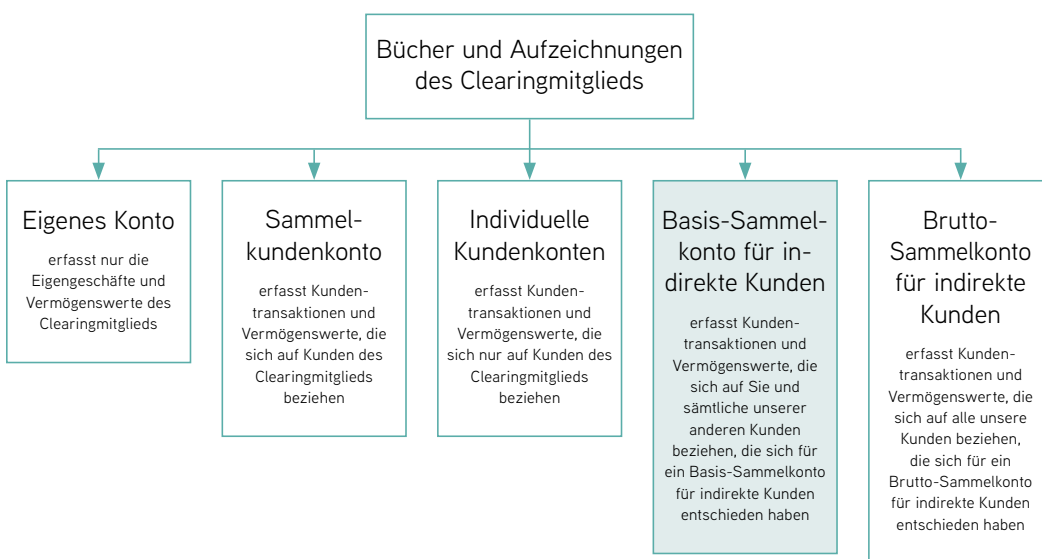 Bücher und Aufzeichnungen
des Clearingmitglieds
Eigenes Konto
erfasst nur die
Eigengeschäfte und
Vermögenswerte des
Clearingmitglieds
Sammel-
kundenkonto
erfasst Kunden-
transaktionen und
Vermögenswerte, die
sich auf Kunden des
Clearingmitglieds
beziehen
Individuelle
Kundenkonten
erfasst Kunden-
transaktionen und
Vermögenswerte, die
sich nur auf Kunden des
Clearingmitglieds
beziehen
Basis-Sammel-
konto für in-
direkte Kunden
erfasst Kunden-
transaktionen und
Vermögenswerte, die
sich auf Sie und
sämtliche unserer
anderen Kunden
beziehen, die sich für
ein Basis-Sammelkonto
für indirekte Kunden
entschieden haben
Brutto-
Sammelkonto
für indirekte
Kunden
erfasst Kunden-
transaktionen und
Vermögenswerte, die
sich auf alle unsere
Kunden beziehen,
die sich für ein
Brutto-Sammelkonto
für indirekte Kunden
entschieden haben